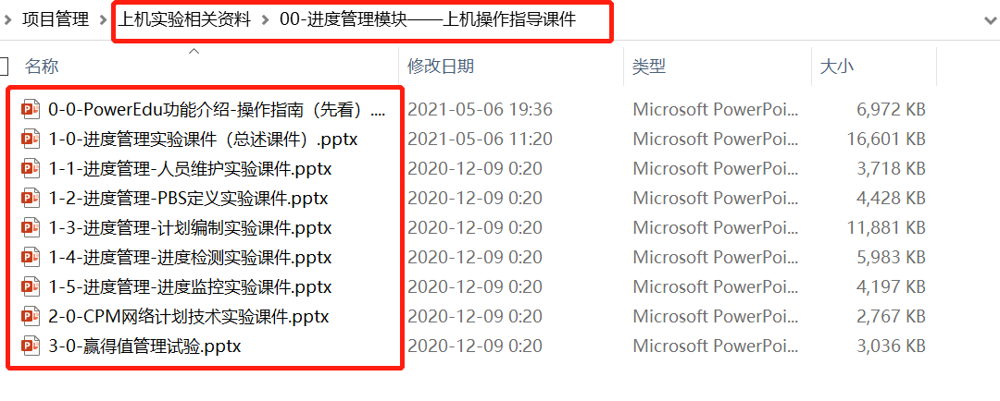 项目管理 > 上机实验相关资料 > 00-进度管理模块——上机操作指导课件
名称 修改日期 类型 大小
0-0-PowerEdu功能介绍-操作指南（先看）.... 2021-05-06 19:36 Microsoft PowerPoi... 6,972 KB
1-0-进度管理实验课件（总述课件）.pptx 2021-05-06 11:20 Microsoft PowerPoi... 16,601 KB
1-1-进度管理-人员维护实验课件.pptx 2020-12-09 0:20 Microsoft PowerPoi... 3,718 KB
1-2-进度管理-PBS定义实验课件.pptx 2020-12-09 0:20 Microsoft PowerPoi... 4,428 KB
1-3-进度管理-计划编制实验课件.pptx 2020-12-09 0:20 Microsoft PowerPoi... 11,881 KB
1-4-进度管理-进度检测实验课件.pptx 2020-12-09 0:20 Microsoft PowerPoi... 5,983 KB
1-5-进度管理-进度监控实验课件.pptx 2020-12-09 0:20 Microsoft PowerPoi... 4,197 KB
2-0-CPM网络计划技术实验课件.pptx 2020-12-09 0:20 Microsoft PowerPoi... 2,767 KB
3-0-赢得值管理试验.pptx 2020-12-09 0:20 Microsoft PowerPoi... 3,036 KB